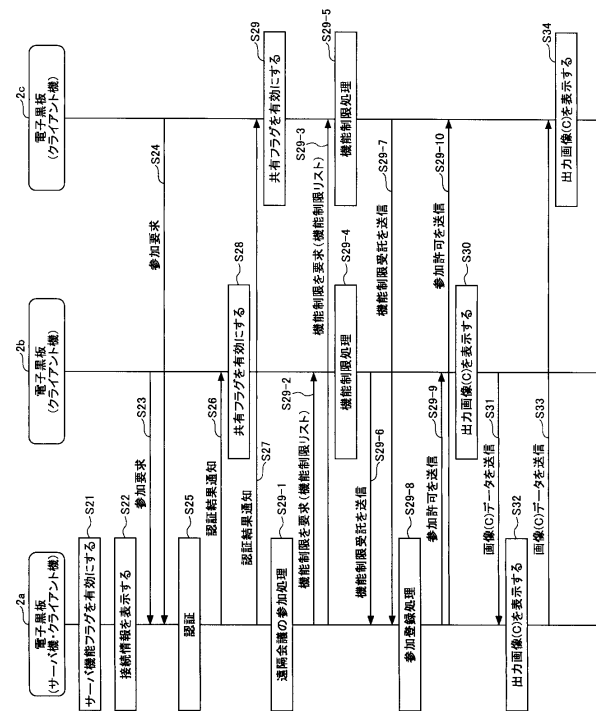 2a
電子黒板
(サーバ機・クライアント機)
2b
電子黒板
(クライアント機)
2c
電子黒板
(クライアント機)
サーバ機能フラグを有効にする
S21
接続情報を表示する
S22
参加要求
S23
参加要求
S24
認証
S25
認証結果通知
S26
認証結果通知
S27
共有フラグを有効にする
S28
共有フラグを有効にする
S29
遠隔会議の参加処理
S29-1
機能制限を要求(機能制限リスト)
S29-2
機能制限を要求(機能制限リスト)
S29-3
機能制限処理
S29-4
機能制限処理
S29-5
機能制限受託を送信
S29-6
機能制限受託を送信
S29-7
参加登録処理
S29-8
参加許可を送信
S29-9
参加許可を送信
S29-10
出力画像(C)を表示する
S30
画像(C)データを送信
S31
出力画像(C)を表示する
S32
画像(C)データを送信
S33
出力画像(C)を表示する
S34